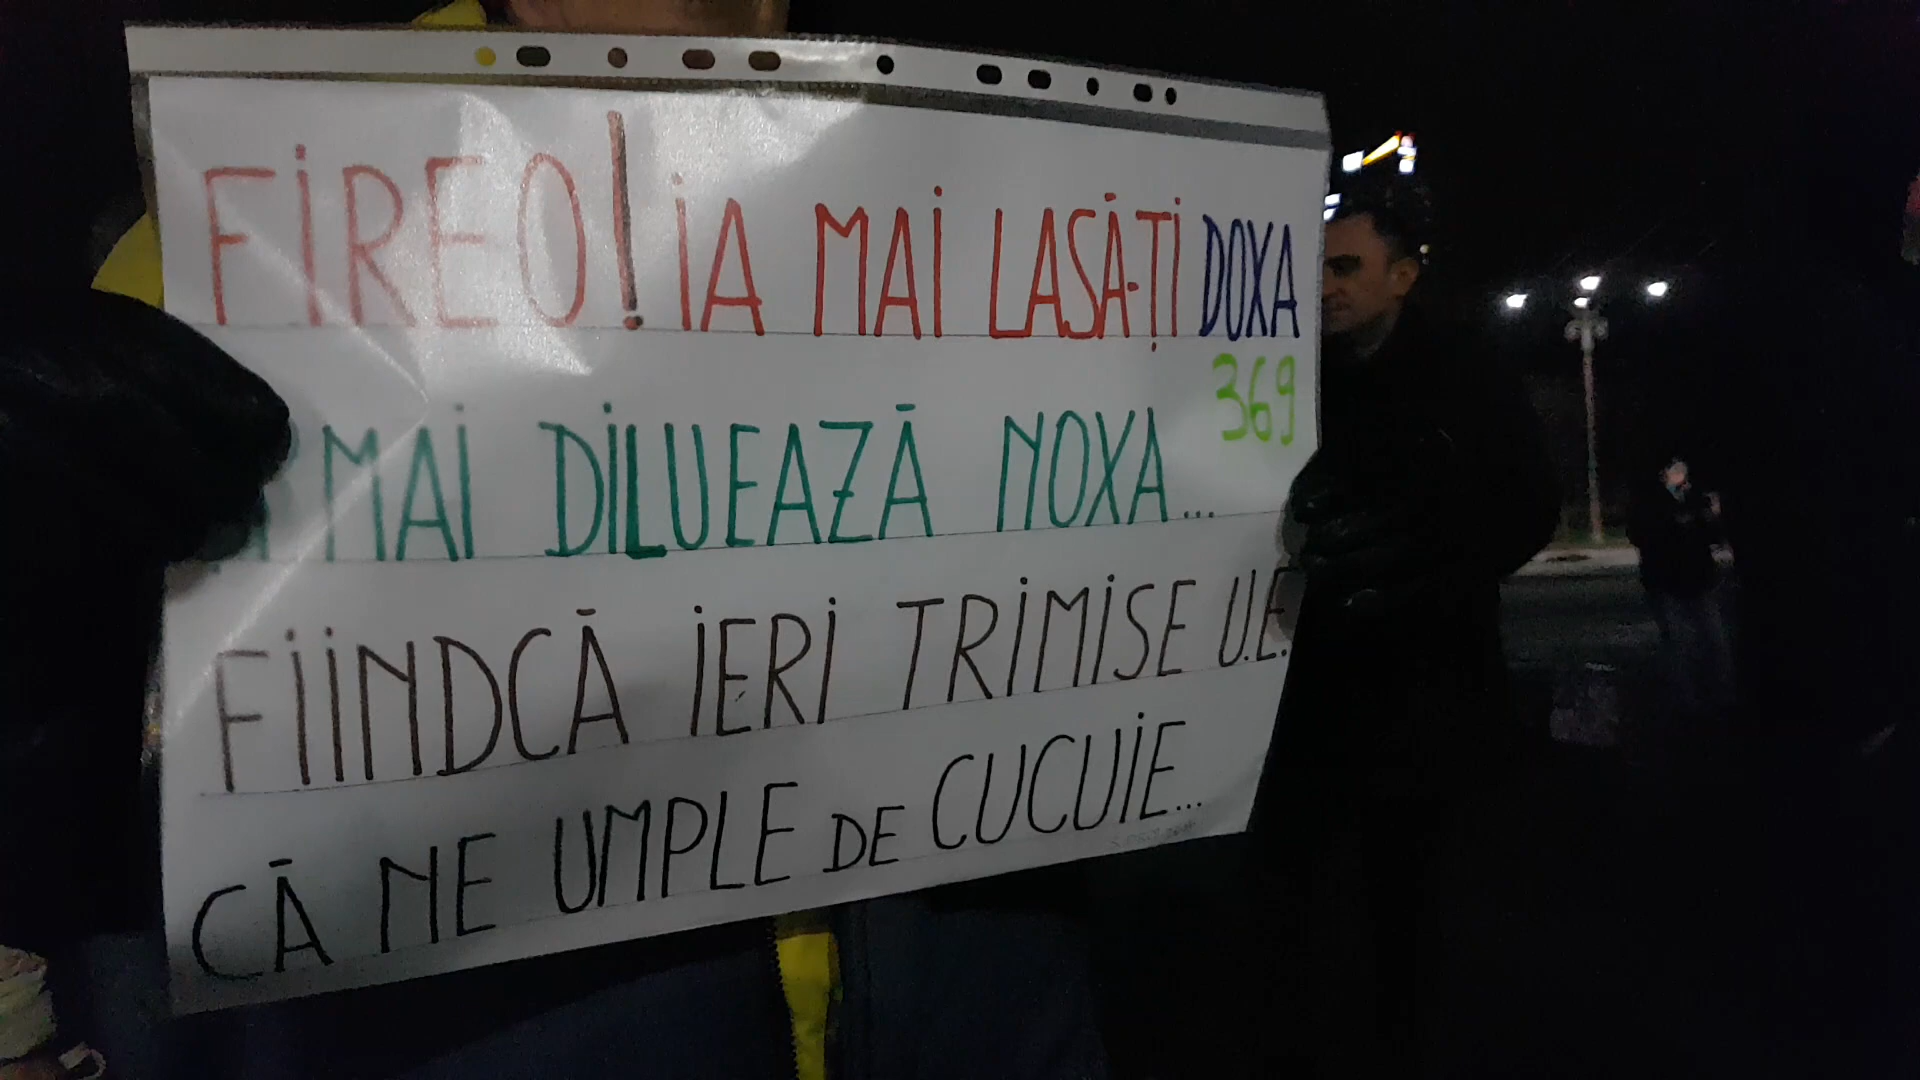 FIREO! IA MAI LASĂ-ȚI DOXA
369
MAI DILUEAZĂ NOXA...
FIINDCĂ IERI TRIMISE U.E.
CĂ NE UMPLE DE CUCUIE...